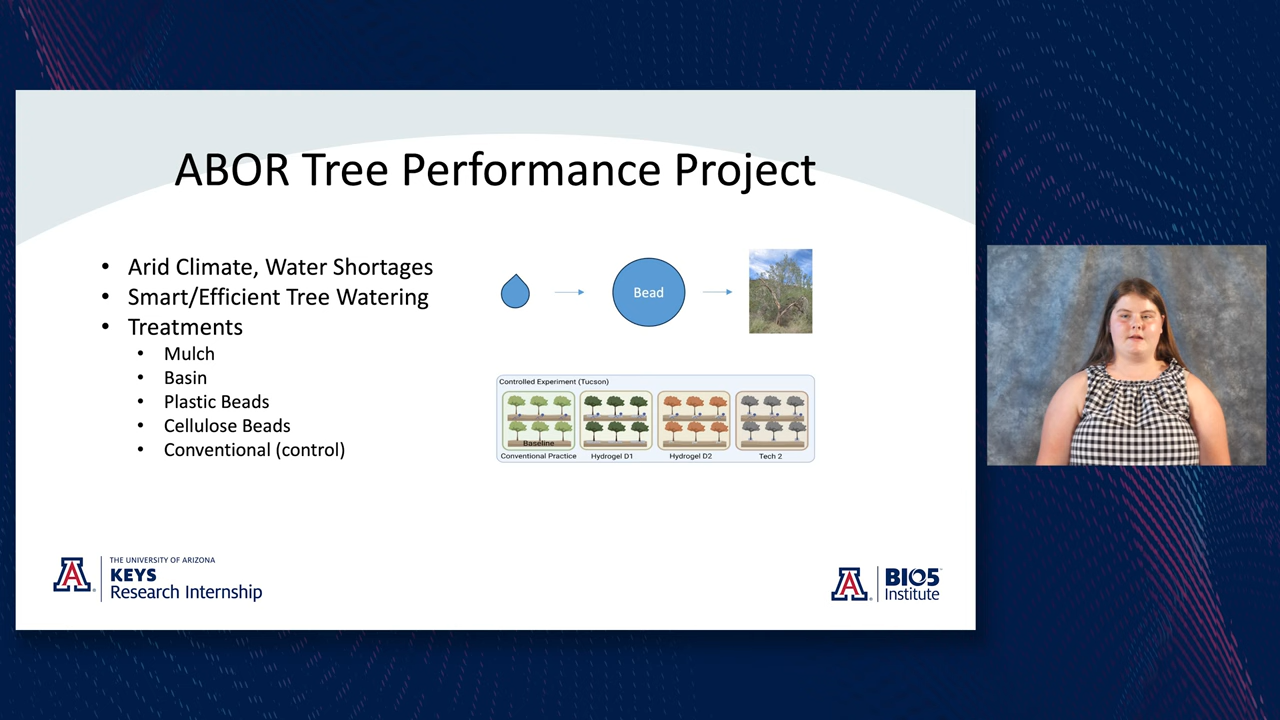 ABOR Tree Performance Project
• Arid Climate, Water Shortages
• Smart/Efficient Tree Watering
• Treatments
• Mulch
• Basin
• Plastic Beads
• Cellulose Beads
• Conventional (control)
Bead
Controlled Experiment (Tucson)
Baseline
Conventional Practice
Hydrogel D1
Hydrogel D2
Tech 2
A
THE UNIVERSITY OF ARIZONA
KEYS
Research Internship
A
BIO5
Institute